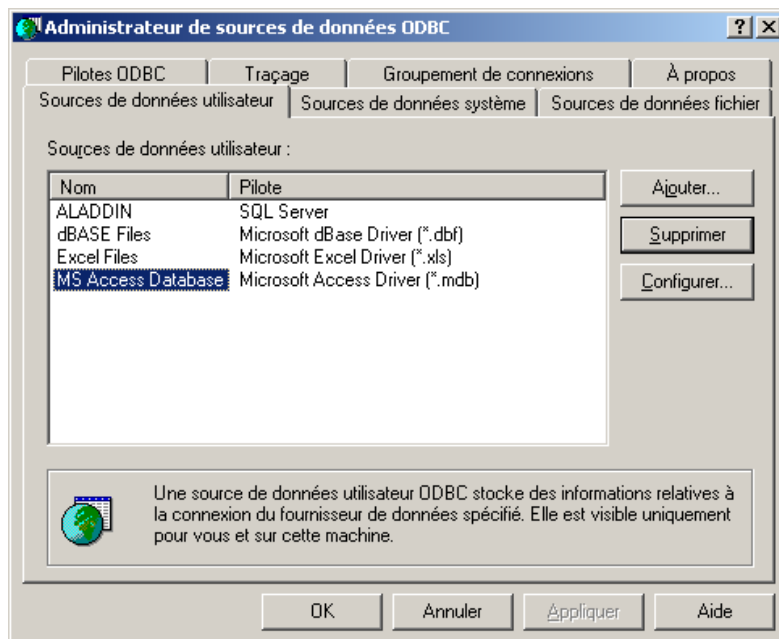 Administrateur de sources de données ODBC
Pilotes ODBC Traçage Groupement de connexions À propos
Sources de données utilisateur Sources de données système Sources de données fichier
Sources de données utilisateur :
Nom Pilote
ALADDIN SQL Server
dBASE Files Microsoft dBase Driver (*.dbf)
Excel Files Microsoft Excel Driver (*.xls)
MS Access Database Microsoft Access Driver (*.mdb)
Ajouter...
Supprimer
Configurer...
Une source de données utilisateur ODBC stocke des informations relatives à
la connexion du fournisseur de données spécifié. Elle est visible uniquement
pour vous et sur cette machine.
OK Annuler Appliquer Aide